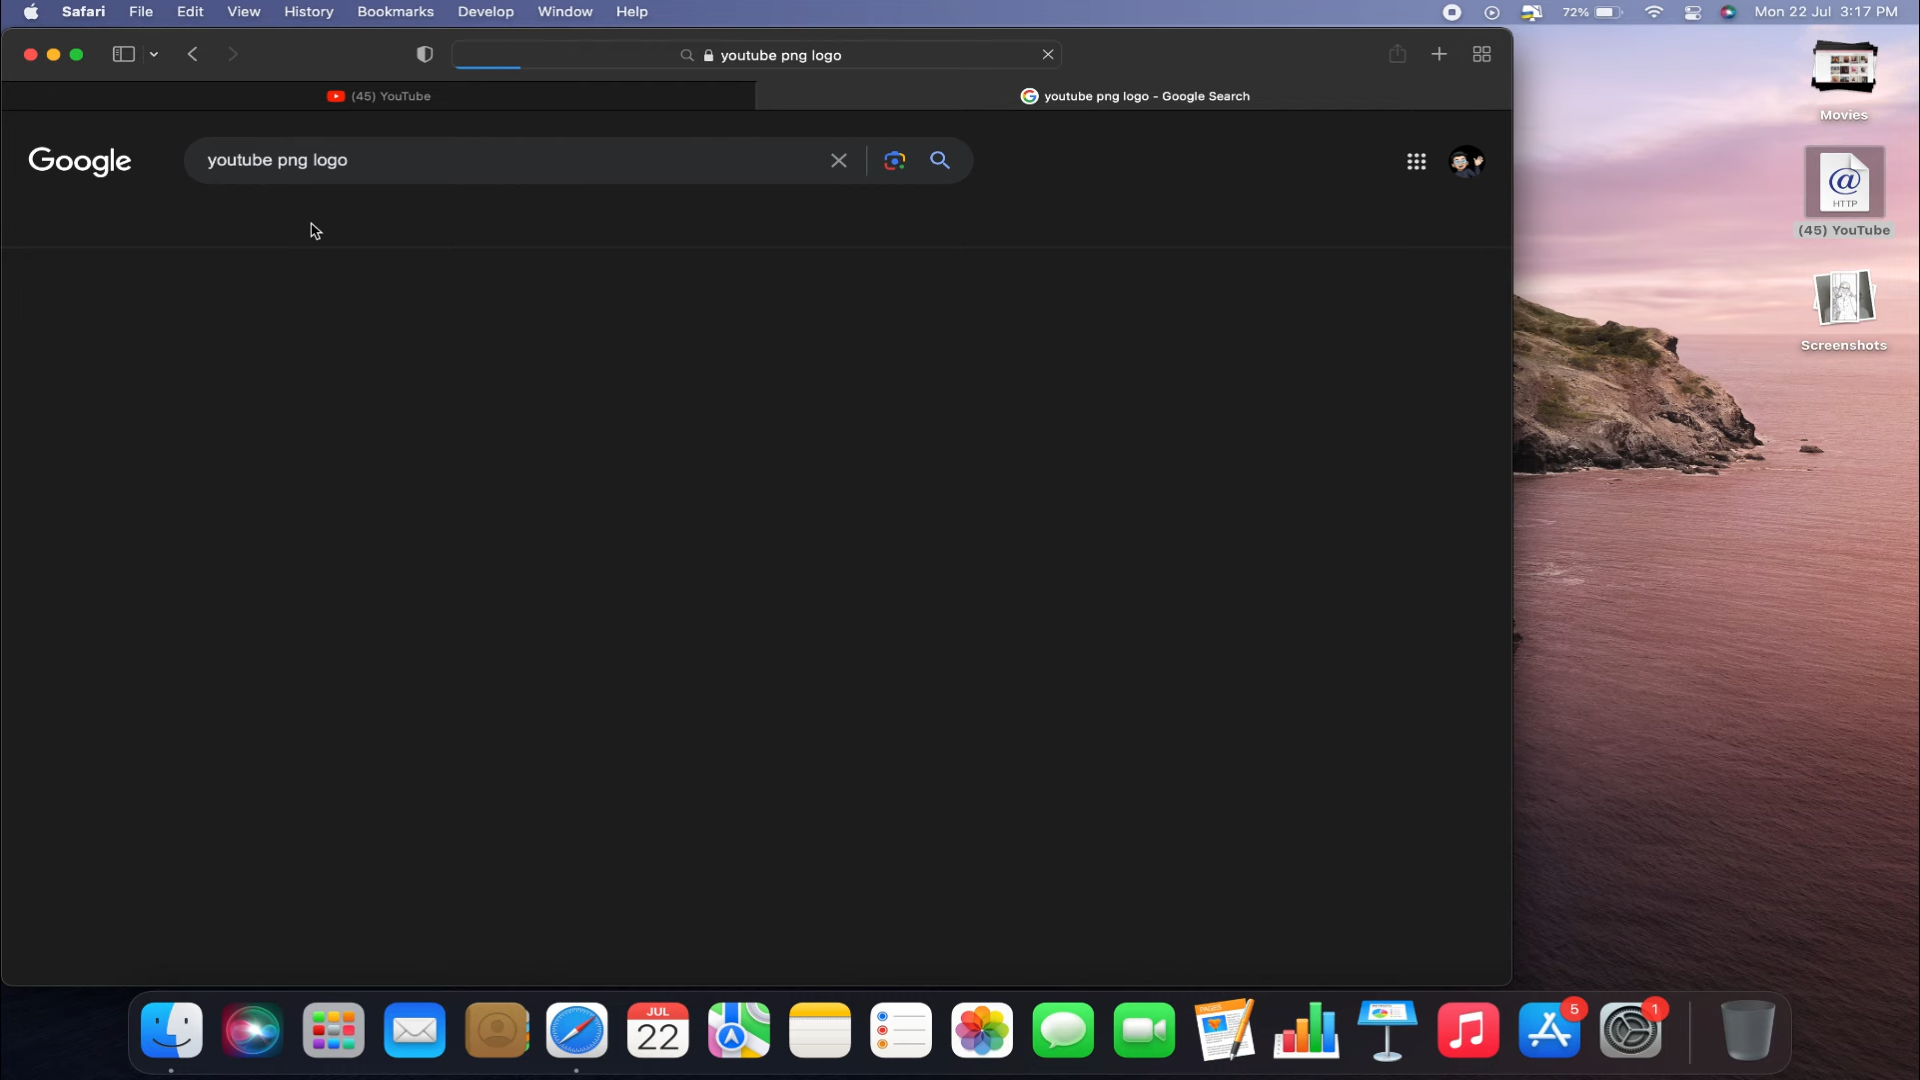 Safari File Edit View History Bookmarks Develop Window Help 72% Mon 22 Jul 3:17 PM
youtube png logo
(45) YouTube
youtube png logo - Google Search
Google
youtube png logo
Movies
@
HTTP
(45) YouTube
Screenshots
JUL
22
PAGES
5
1